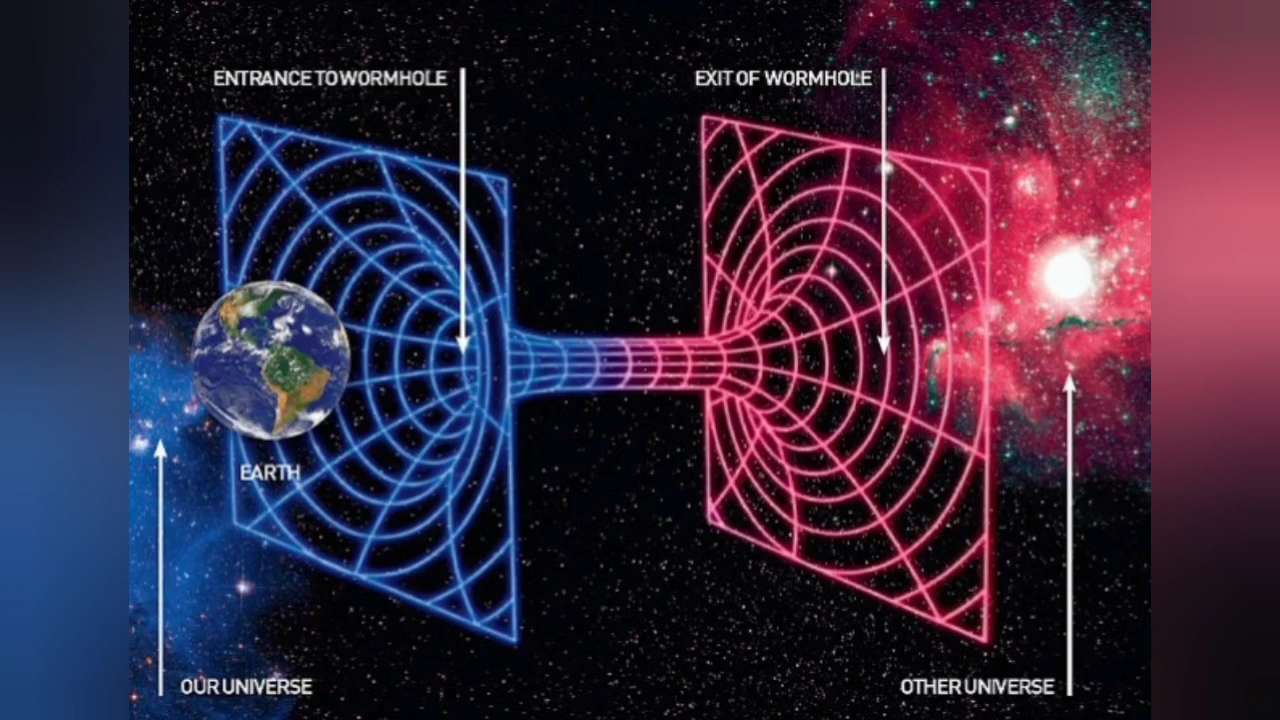 ENTRANCE TO WORMHOLE
EXIT OF WORMHOLE
EARTH
OUR UNIVERSE
OTHER UNIVERSE